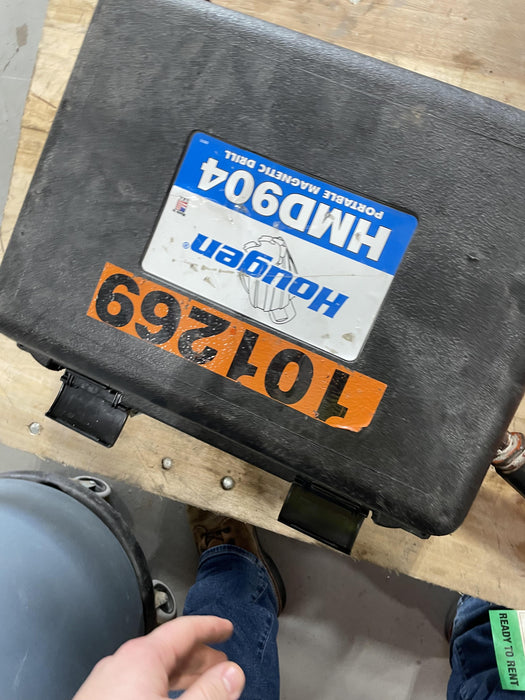 Hougen®
HMD904
PORTABLE MAGNETIC DRILL
101269
READY TO RENT